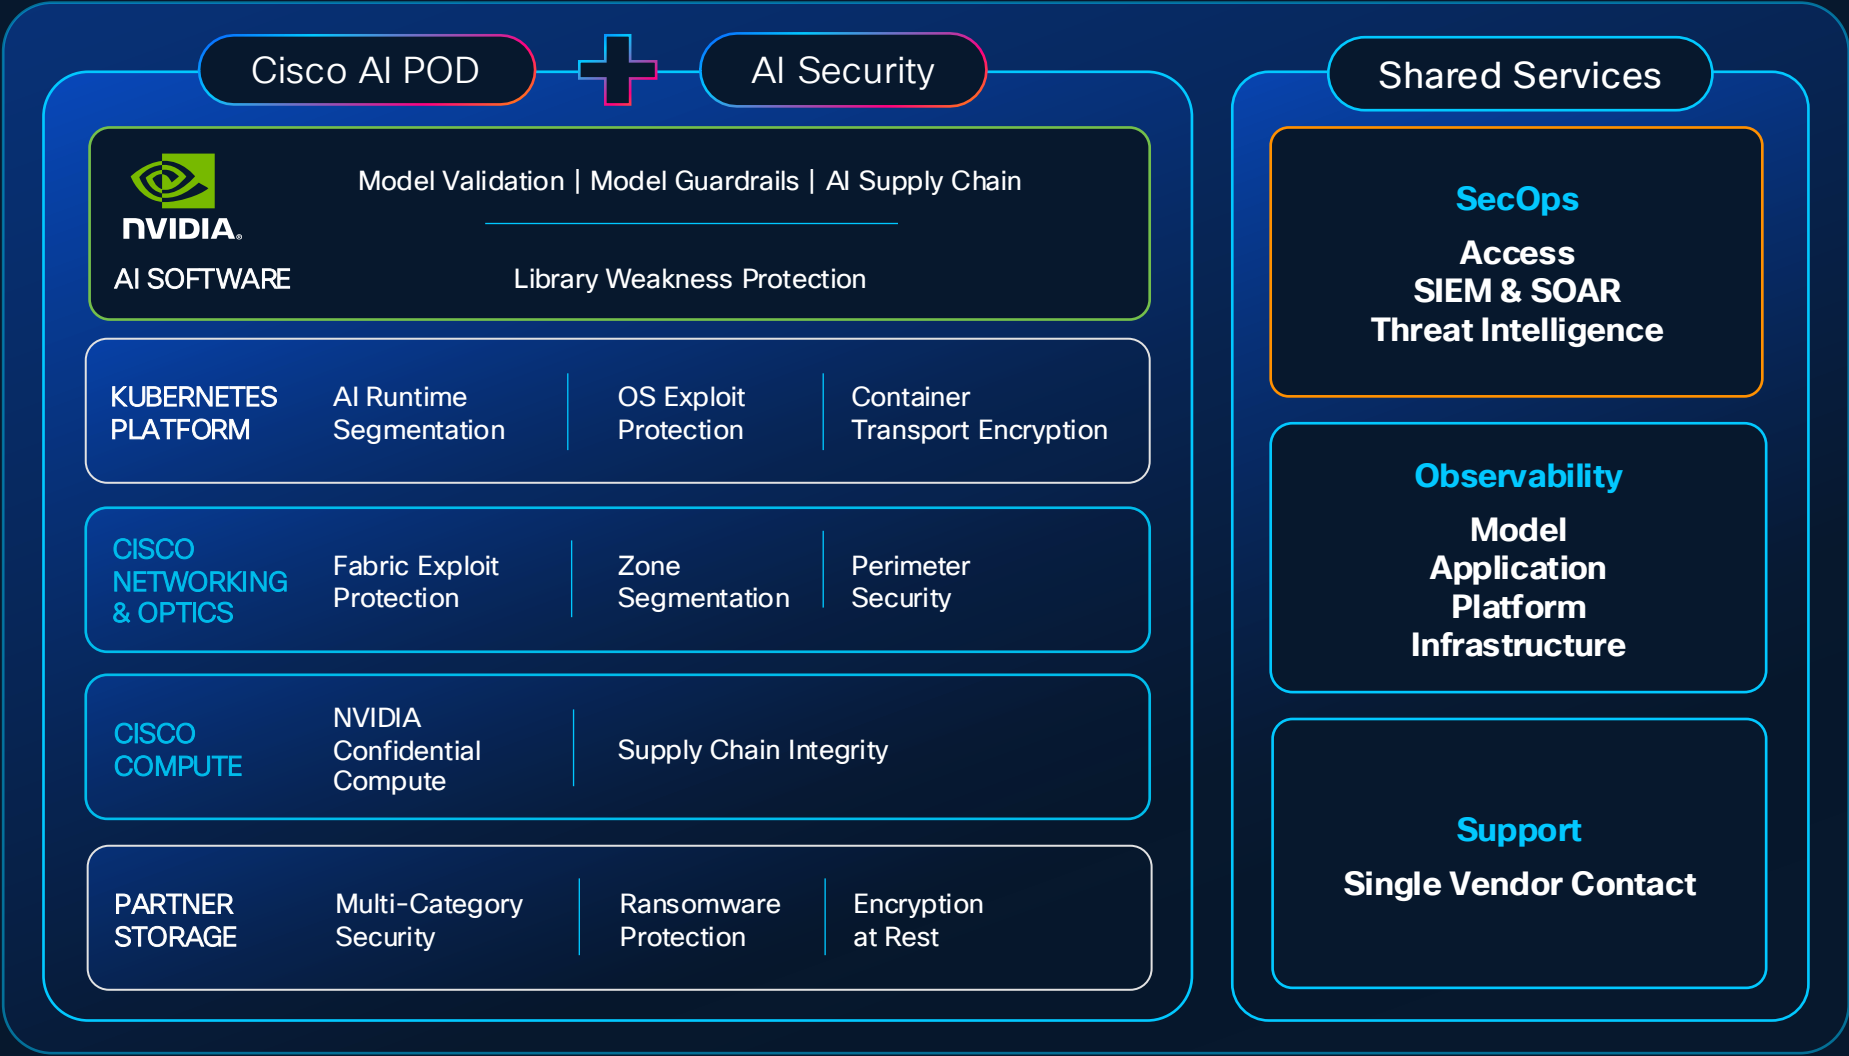 Cisco AI POD
AI Security
NVIDIA®
AI SOFTWARE
Model Validation | Model Guardrails | AI Supply Chain
Library Weakness Protection
KUBERNETES
PLATFORM
AI Runtime
Segmentation
OS Exploit
Protection
Container
Transport Encryption
CISCO
NETWORKING
& OPTICS
Fabric Exploit
Protection
Zone
Segmentation
Perimeter
Security
CISCO
COMPUTE
NVIDIA
Confidential
Compute
Supply Chain Integrity
PARTNER
STORAGE
Multi-Category
Security
Ransomware
Protection
Encryption
at Rest
Shared Services
SecOps
Access
SIEM & SOAR
Threat Intelligence
Observability
Model
Application
Platform
Infrastructure
Support
Single Vendor Contact